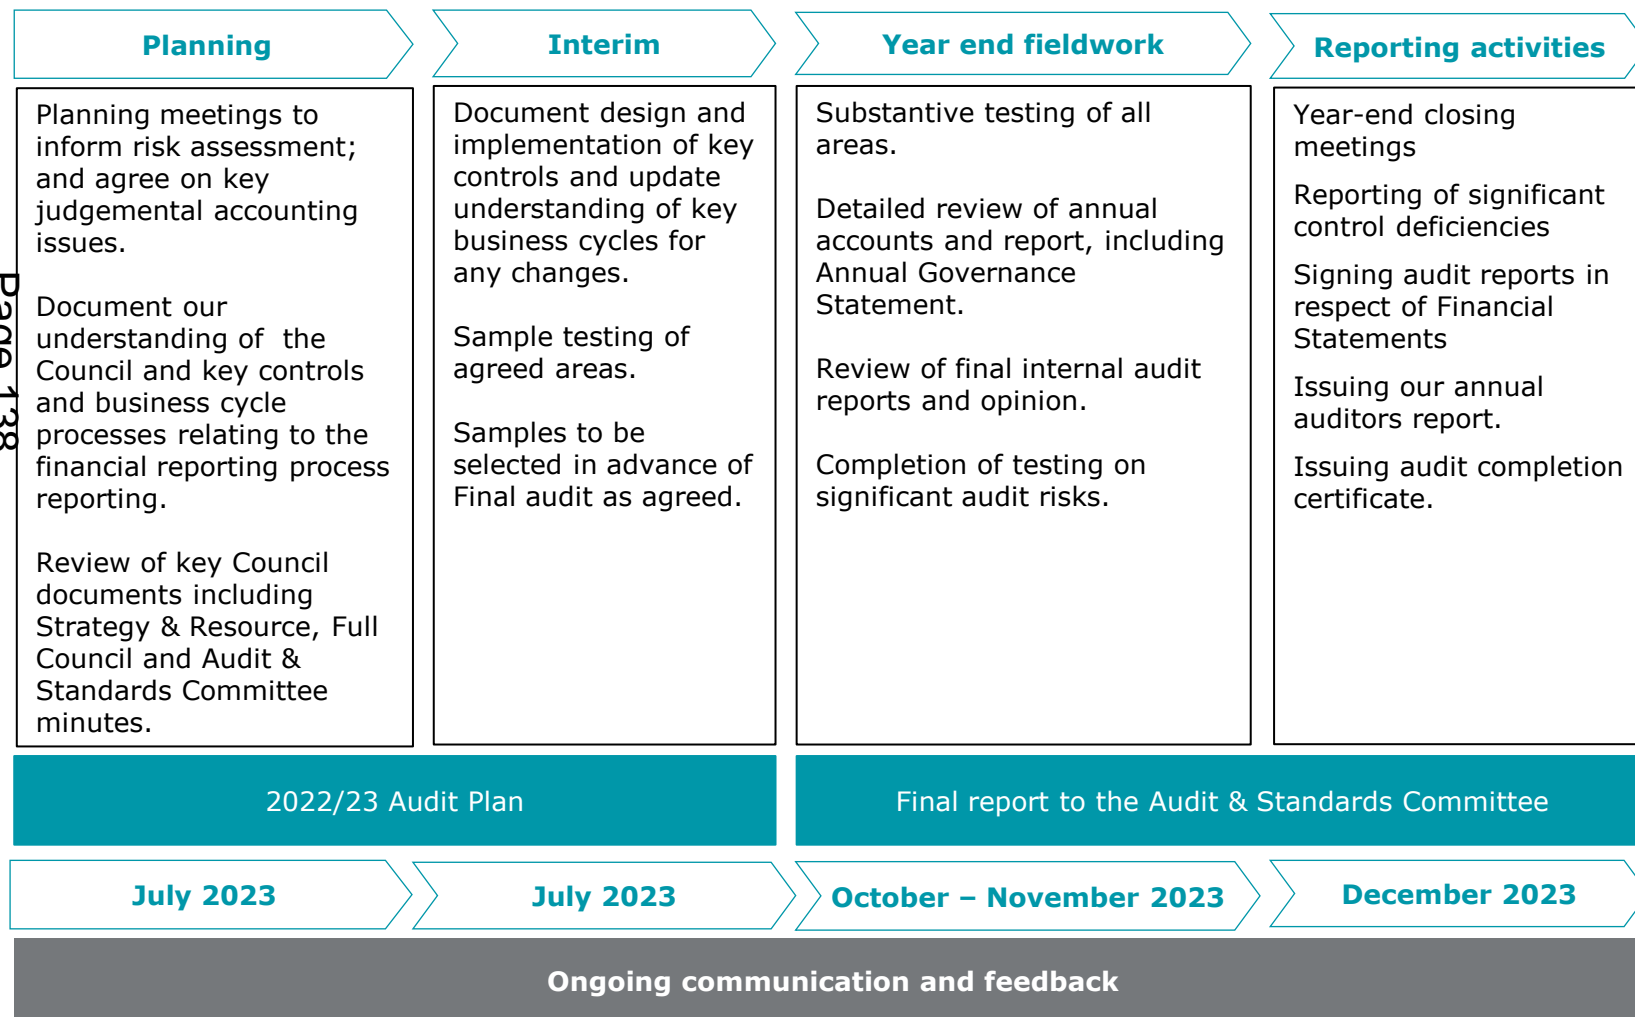 Planning
Interim
Year end fieldwork
Reporting activities
Planning meetings to
inform risk assessment;
and agree on key
judgemental accounting
issues.
Document our
understanding of  the
Council and key controls
and business cycle
processes relating to the
financial reporting process
reporting.
Review of key Council
documents including
Strategy & Resource, Full
Council and Audit &
Standards Committee
minutes.
Document design and
implementation of key
controls and update
understanding of key
business cycles for
any changes.
Sample testing of
agreed areas.
Samples to be
selected in advance of
Final audit as agreed.
Substantive testing of all
areas.
Detailed review of annual
accounts and report, including
Annual Governance
Statement.
Review of final internal audit
reports and opinion.
Completion of testing on
significant audit risks.
Year-end closing
meetings
Reporting of significant
control deficiencies
Signing audit reports in
respect of Financial
Statements
Issuing our annual
auditors report.
Issuing audit completion
certificate.
Page 138
2022/23 Audit Plan
Final report to the Audit & Standards Committee
July 2023
July 2023
October – November 2023
December 2023
Ongoing communication and feedback